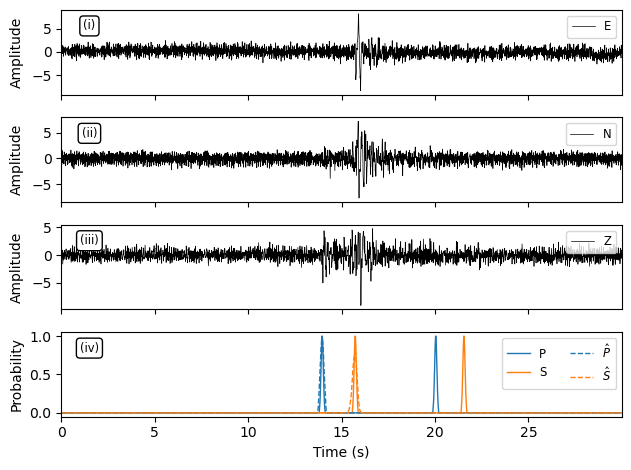 (i)
E
Amplitude
5
0
−5
(ii)
N
Amplitude
5
0
−5
(iii)
Z
Amplitude
5
0
−5
(iv)
P
S
P̂
Ŝ
Probability
1.0
0.5
0.0
0 5 10 15 20 25
Time (s)